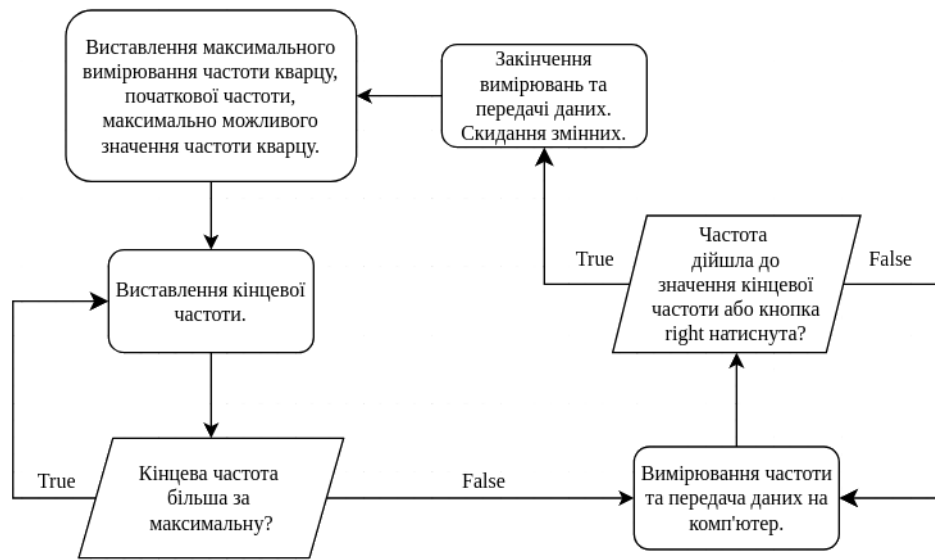 Виставлення максимального
вимірювання частоти кварцу,
початкової частоти,
максимально можливого
значення частоти кварцу.
Закінчення
вимірювань та
передачі даних.
Скидання змінних.
Виставлення кінцевої
частоти.
True
Частота
дійшла до
значення кінцевої
частоти або кнопка
right натиснута?
False
True
Кінцева частота
більша за
максимальну?
False
Вимірювання частоти
та передача даних на
комп'ютер.